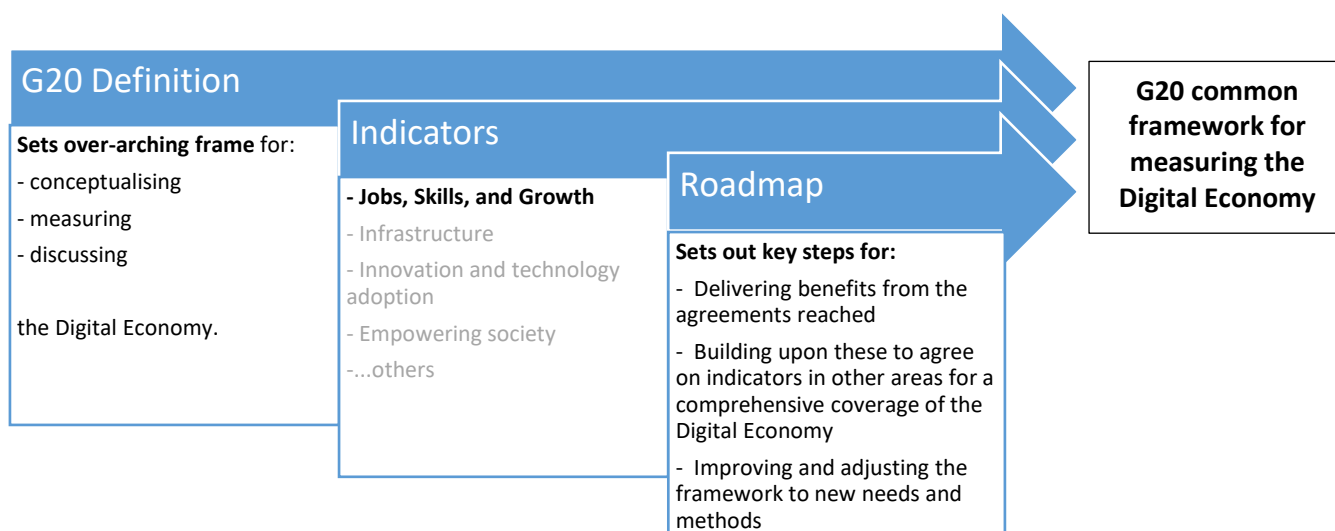 G20 Definition
Sets over-arching frame for:
- conceptualising
- measuring
- discussing
the Digital Economy.
Indicators
- Jobs, Skills, and Growth
- Infrastructure
- Innovation and technology
adoption
- Empowering society
-...others
Roadmap
Sets out key steps for:
- Delivering benefits from the
agreements reached
- Building upon these to agree
on indicators in other areas for a
comprehensive coverage of the
Digital Economy
- Improving and adjusting the
framework to new needs and
methods
G20 common
framework for
measuring the
Digital Economy